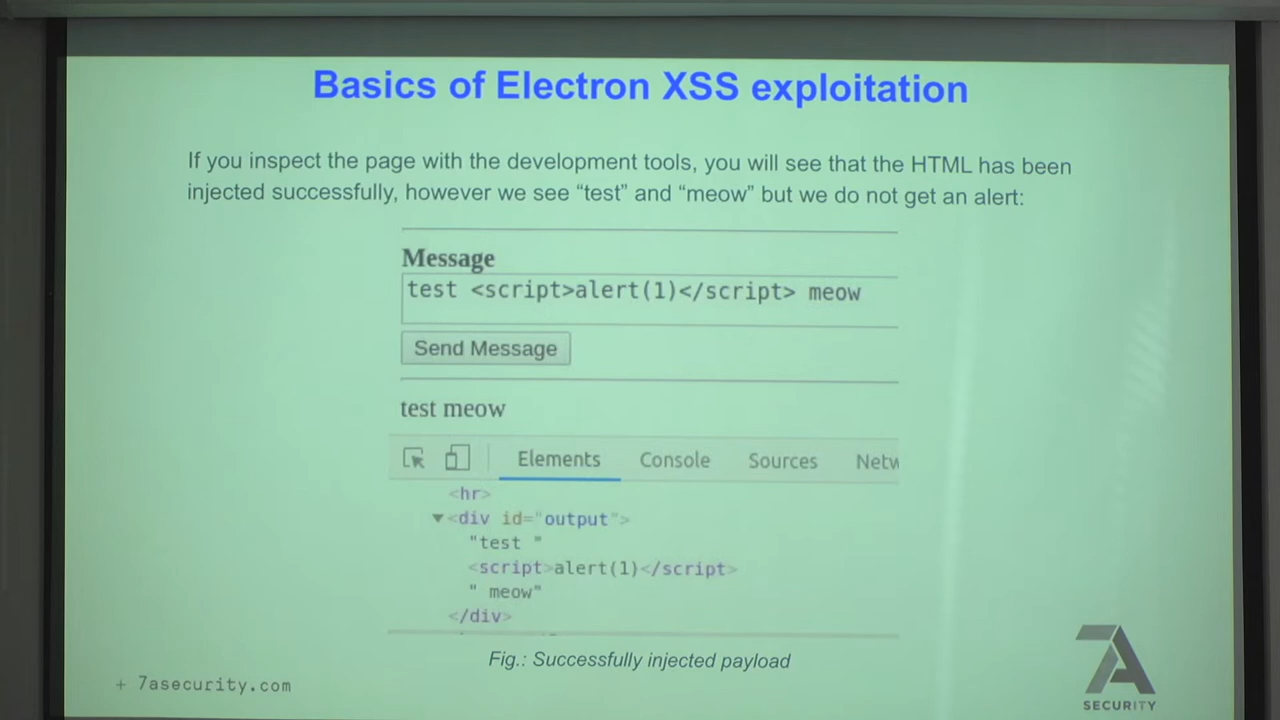 Basics of Electron XSS exploitation
If you inspect the page with the development tools, you will see that the HTML has been
injected successfully, however we see “test” and “meow” but we do not get an alert:
Message
test <script>alert(1)</script> meow
Send Message
test meow
Elements Console Sources Netw
<hr>
▼<div id="output">
"test "
<script>alert(1)</script>
" meow"
</div>
Fig.: Successfully injected payload
+ 7asecurity.com
7A
SECURITY